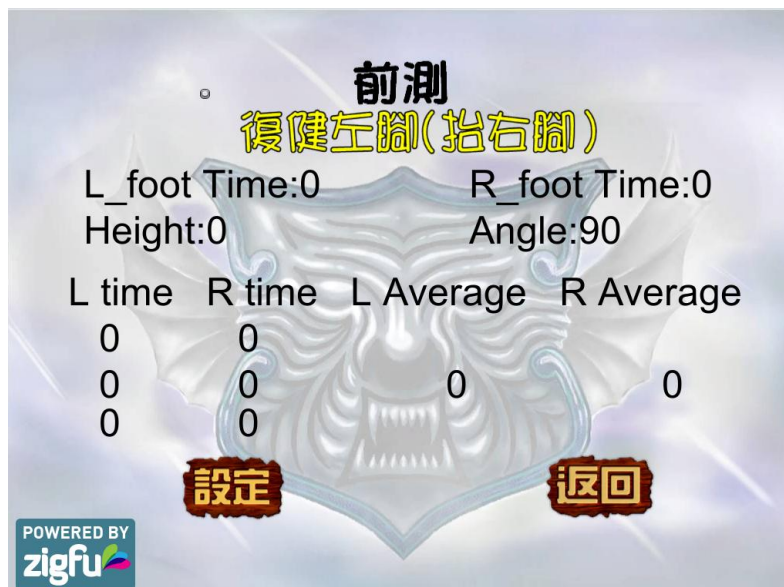 前測
復健左腳(抬右腳)
L_foot Time:0 R_foot Time:0
Height:0 Angle:90
L time R time L Average R Average
0 0
0 0 0 0
0 0
設定 返回
POWERED BY
zigfu